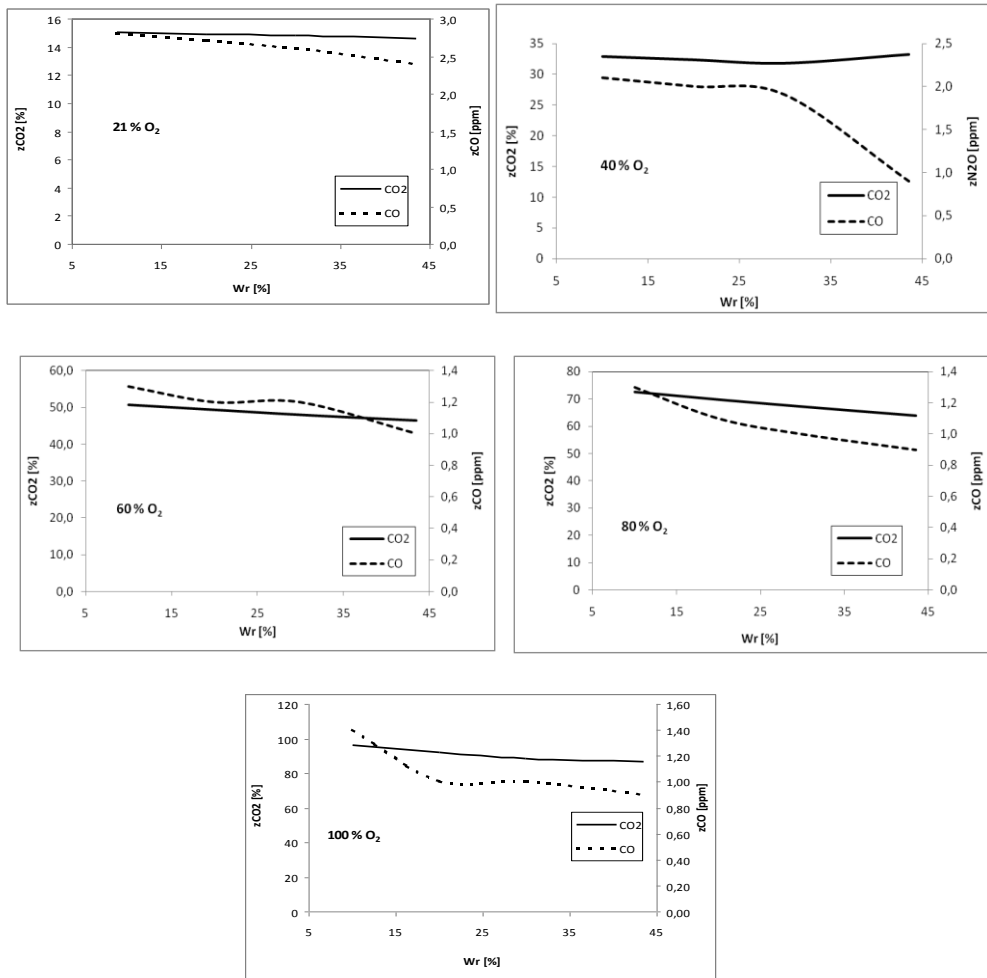 16
14
12
10
8
6
4
2
0
zCO2 [%]
21 % O2
CO2
CO
3,0
2,5
2,0
1,5
1,0
0,5
0,0
zCO [ppm]
5 15 25 35 45
Wr [%]
35
30
25
20
15
10
5
0
zCO2 [%]
40 % O2
CO2
CO
2,5
2,0
1,5
1,0
0,5
0,0
zN2O [ppm]
5 15 25 35 45
Wr [%]
60,0
50,0
40,0
30,0
20,0
10,0
0,0
zCO2 [%]
60 % O2
CO2
CO
1,4
1,2
1,0
0,8
0,6
0,4
0,2
0,0
zCO [ppm]
5 15 25 35 45
Wr [%]
80
70
60
50
40
30
20
10
0
zCO2 [%]
80 % O2
CO2
CO
1,4
1,2
1,0
0,8
0,6
0,4
0,2
0,0
zCO [ppm]
5 15 25 35 45
Wr [%]
120
100
80
60
40
20
0
zCO2 [%]
100 % O2
CO2
CO
1,60
1,40
1,20
1,00
0,80
0,60
0,40
0,20
0,00
zCO [ppm]
5 15 25 35 45
Wr [%]